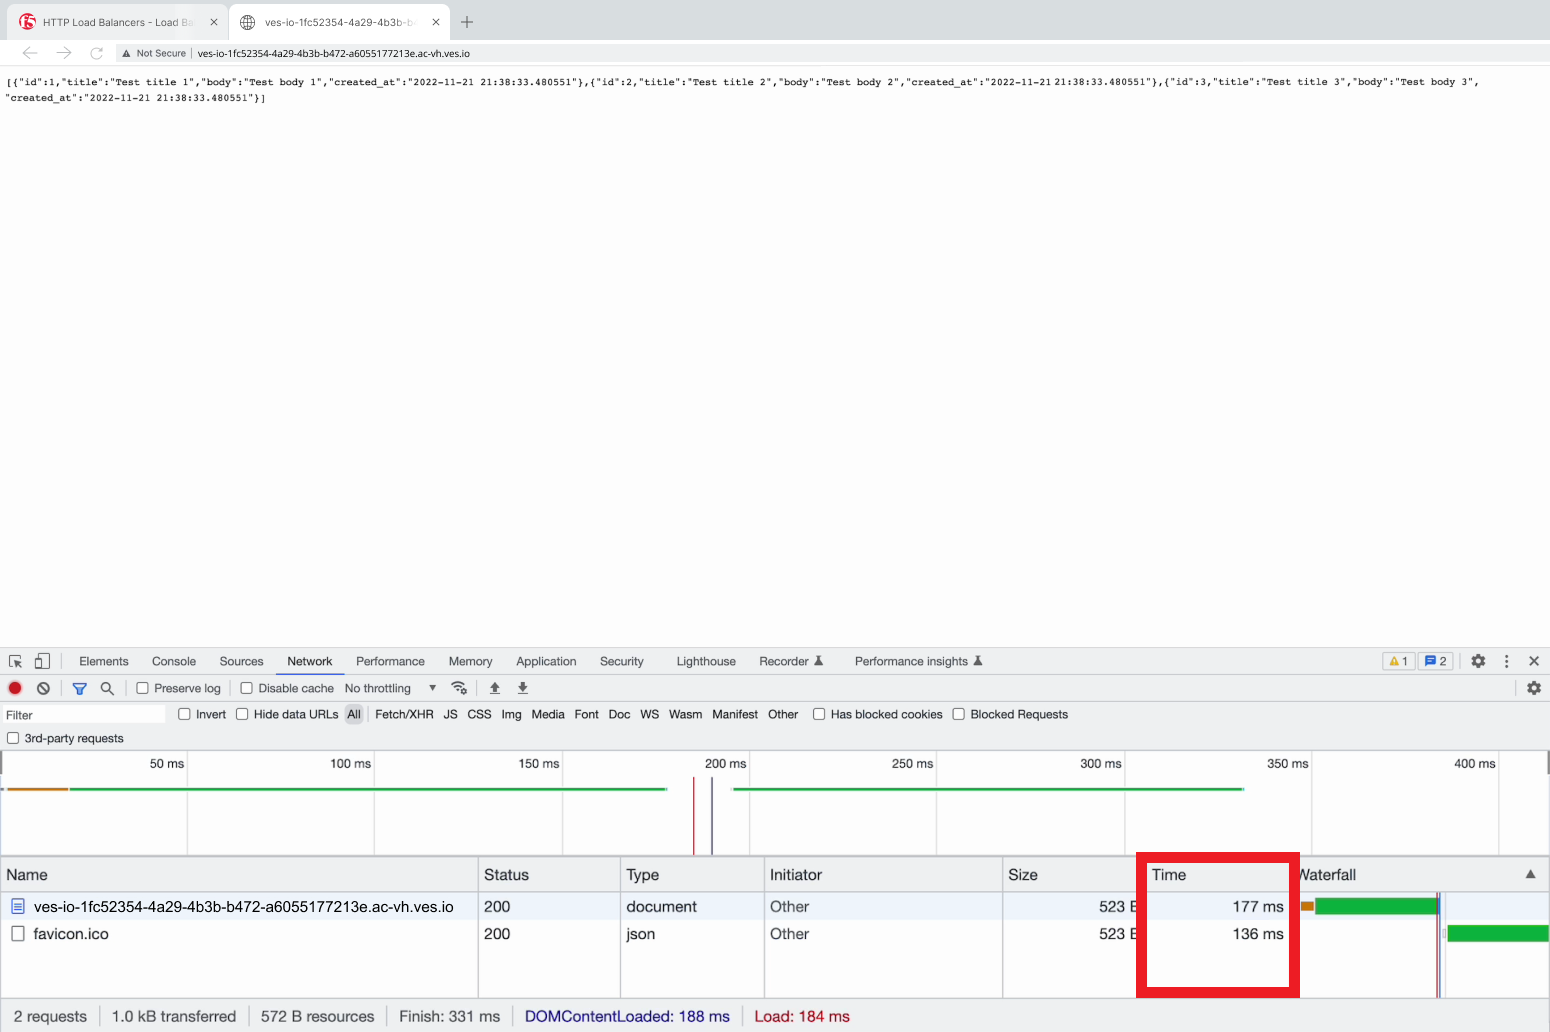 HTTP Load Balancers - Load Ba
ves-io-1fc52354-4a29-4b3b-b
Not Secure ves-io-1fc52354-4a29-4b3b-b472-a6055177213e.ac-vh.ves.io
[{"id":1,"title":"Test title 1","body":"Test body 1","created_at":"2022-11-21 21:38:33.480551"},{"id":2,"title":"Test title 2","body":"Test body 2","created_at":"2022-11-21 21:38:33.480551"},{"id":3,"title":"Test title 3","body":"Test body 3",
"created_at":"2022-11-21 21:38:33.480551"}]
Elements Console Sources Network Performance Memory Application Security Lighthouse Recorder Performance insights 1 2
Preserve log Disable cache No throttling
Filter Invert Hide data URLs All Fetch/XHR JS CSS Img Media Font Doc WS Wasm Manifest Other Has blocked cookies Blocked Requests
3rd-party requests
50 ms 100 ms 150 ms 200 ms 250 ms 300 ms 350 ms 400 ms
Name Status Type Initiator Size Time Waterfall
ves-io-1fc52354-4a29-4b3b-b472-a6055177213e.ac-vh.ves.io 200 document Other 523 B 177 ms
favicon.ico 200 json Other 523 B 136 ms
2 requests 1.0 kB transferred 572 B resources Finish: 331 ms DOMContentLoaded: 188 ms Load: 184 ms